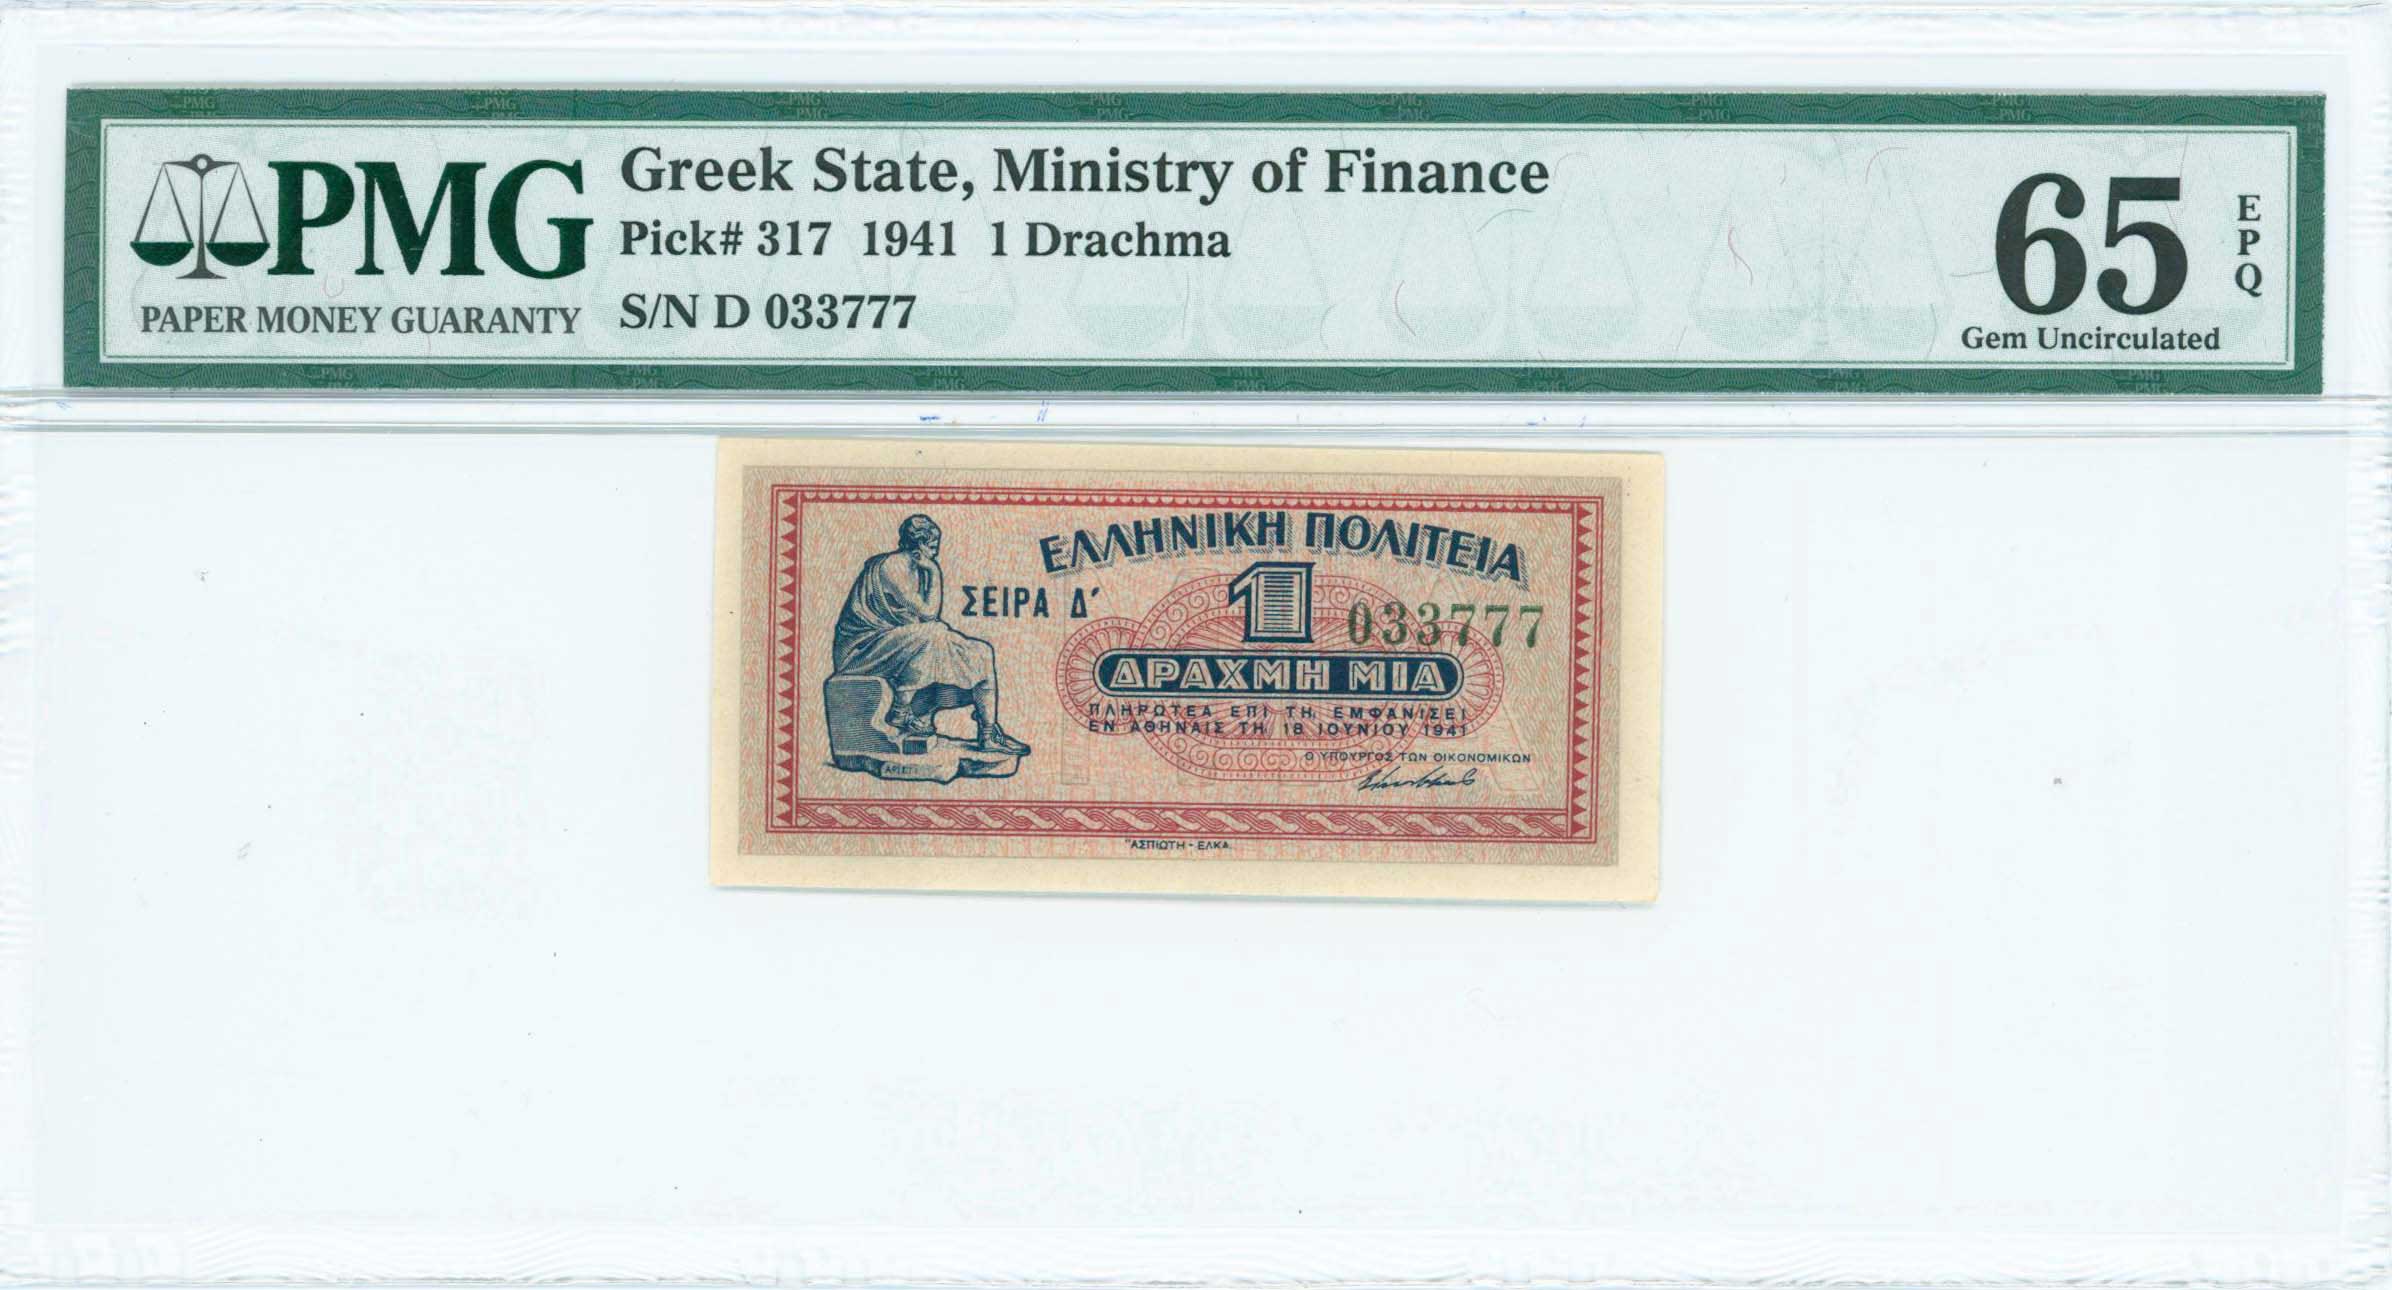 PMG
PAPER MONEY GUARANTY
Greek State, Ministry of Finance
Pick# 317 1941 1 Drachma
S/N D 033777
65
EPQ
Gem Uncirculated
ΕΛΛΗΝΙΚΗ ΠΟΛΙΤΕΙΑ
ΣΕΙΡΑ Δ΄
1
033777
ΔΡΑΧΜΗ ΜΙΑ
ΠΛΗΡΩΤΕΑ ΕΠΙ ΤΗ ΕΜΦΑΝΙΣΕΙ
ΕΝ ΑΘΗΝΑΙΣ ΤΗ 18 ΙΟΥΝΙΟΥ 1941
Ο ΥΠΟΥΡΓΟΣ ΤΩΝ ΟΙΚΟΝΟΜΙΚΩΝ
"ΑΣΠΙΩΤΗ - ΕΛΚΑ